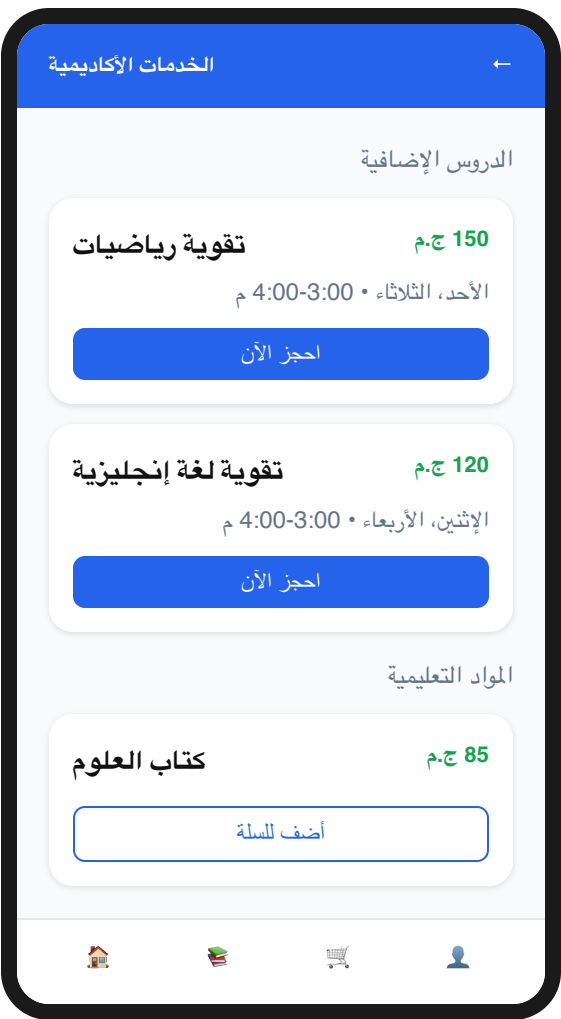 ← الخدمات الأكاديمية
الدروس الإضافية
150 ج.م تقوية رياضيات
الأحد، الثلاثاء • 3:00-4:00 م
احجز الآن
120 ج.م تقوية لغة إنجليزية
الإثنين، الأربعاء • 3:00-4:00 م
احجز الآن
المواد التعليمية
85 ج.م كتاب العلوم
أضف للسلة